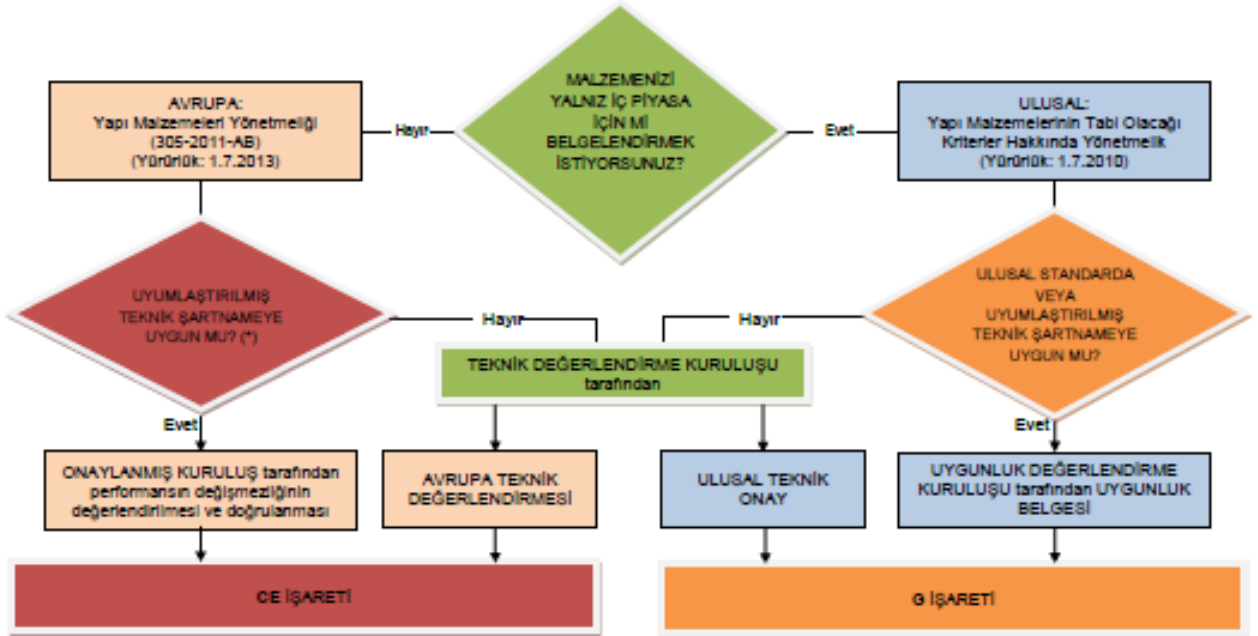 MALZEMENİZİ
YALNIZ İÇ PİYASA
İÇİN Mİ
BELGELENDİRMEK
İSTİYORSUNUZ?
AVRUPA:
Yapı Malzemeleri Yönetmeliği
(305-2011-AB)
(Yürürlük: 1.7.2013)
Hayır
Evet
ULUSAL:
Yapı Malzemelerinin Tabi Olacağı
Kriterler Hakkında Yönetmelik
(Yürürlük: 1.7.2010)
UYUMLAŞTIRILMIŞ
TEKNİK ŞARTNAMEYE
UYGUN MU? (*)
Hayır
Hayır
ULUSAL STANDARDA
VEYA
UYUMLAŞTIRILMIŞ
TEKNİK ŞARTNAMEYE
UYGUN MU?
TEKNİK DEĞERLENDİRME KURULUŞU
tarafından
Evet
Evet
ONAYLANMIŞ KURULUŞ tarafından
performansın değişmezliğinin
değerlendirilmesi ve doğrulanması
AVRUPA TEKNİK
DEĞERLENDİRMESİ
ULUSAL TEKNİK
ONAY
UYGUNLUK DEĞERLENDİRME
KURULUŞU tarafından UYGUNLUK
BELGESİ
CE İŞARETİ
G İŞARETİ